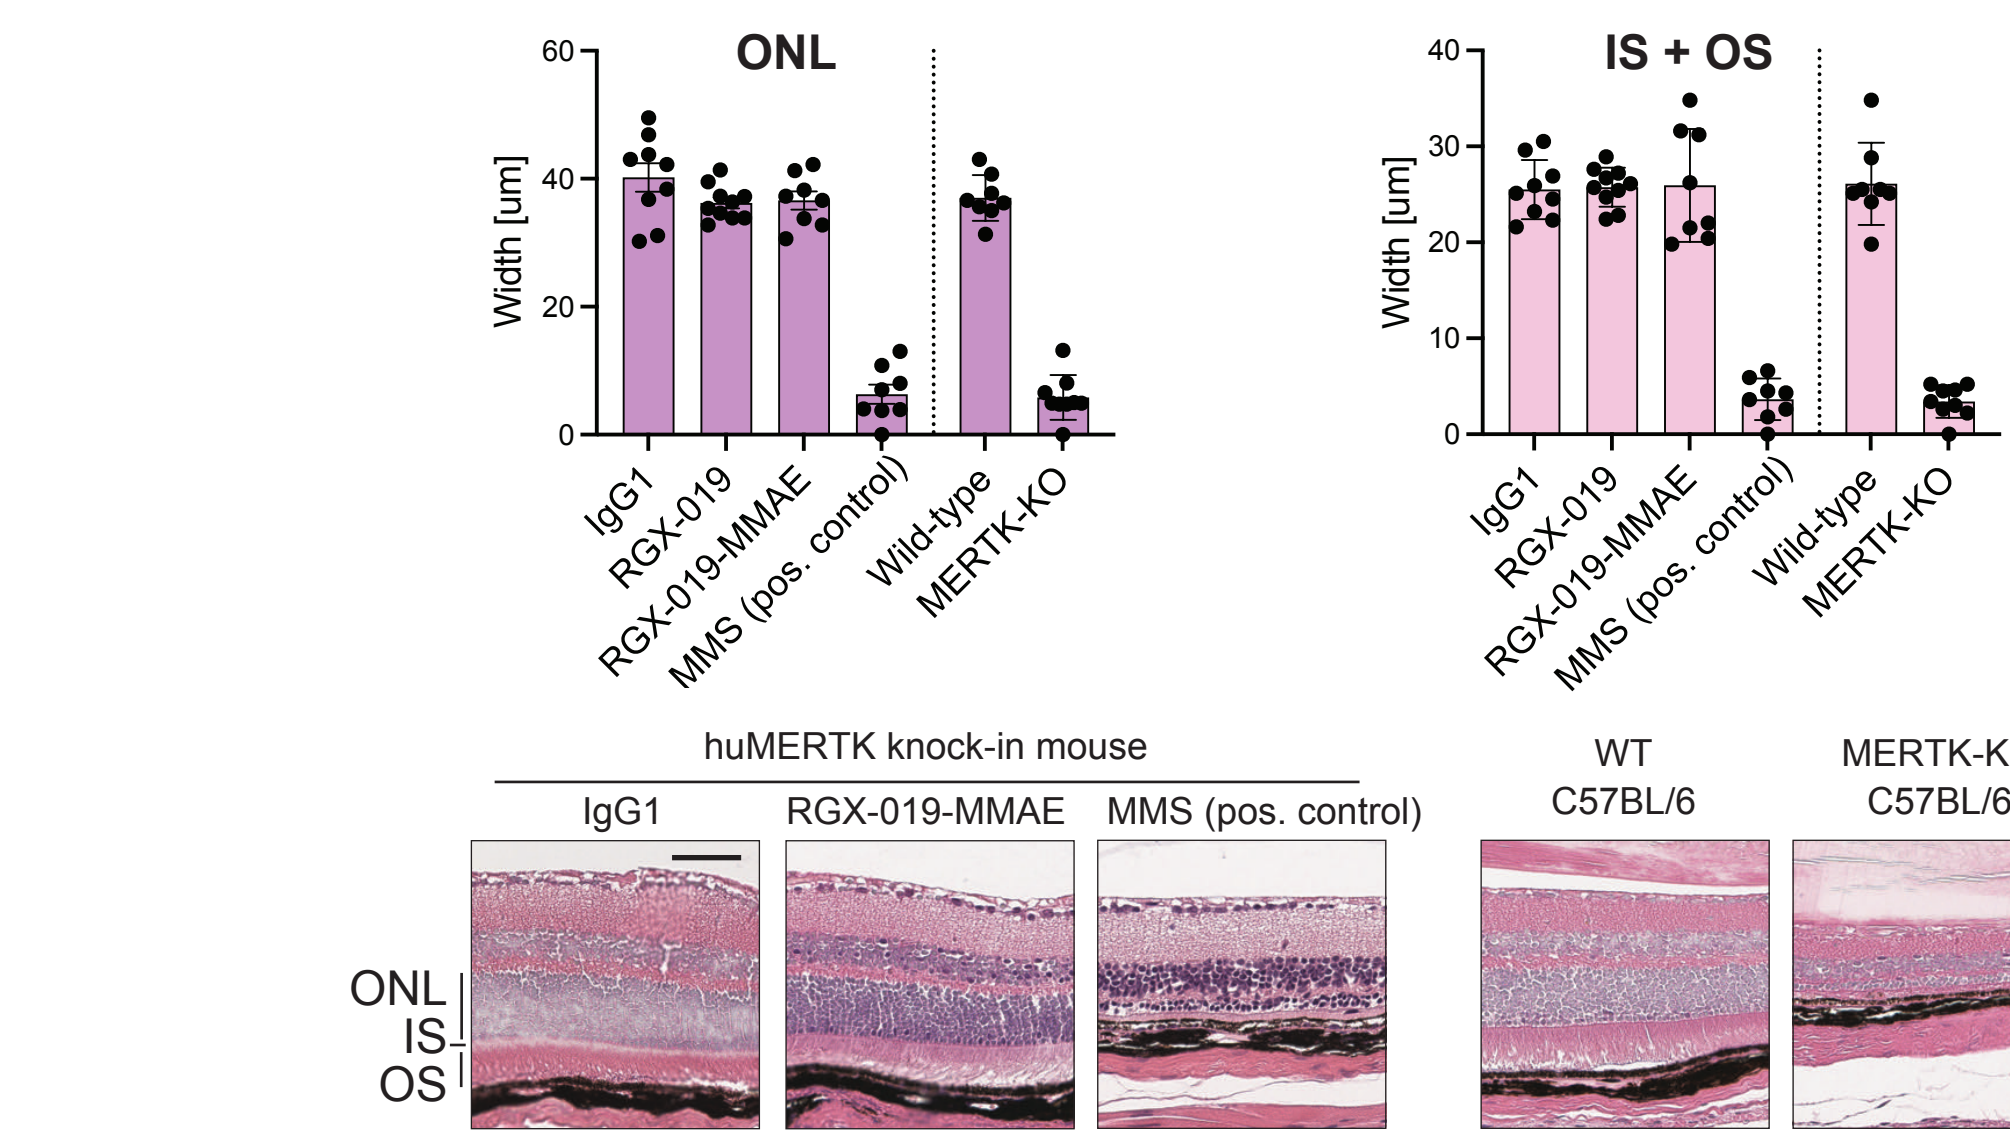 ONL
60
40
20
0
Width [um]
IgG1
RGX-019
RGX-019-MMAE
MMS (pos. control)
Wild-type
MERTK-KO
IS + OS
40
30
20
10
0
Width [um]
IgG1
RGX-019
RGX-019-MMAE
MMS (pos. control)
Wild-type
MERTK-KO
huMERTK knock-in mouse
IgG1
RGX-019-MMAE
MMS (pos. control)
WT
C57BL/6
MERTK-K
C57BL/6
ONL
IS
OS